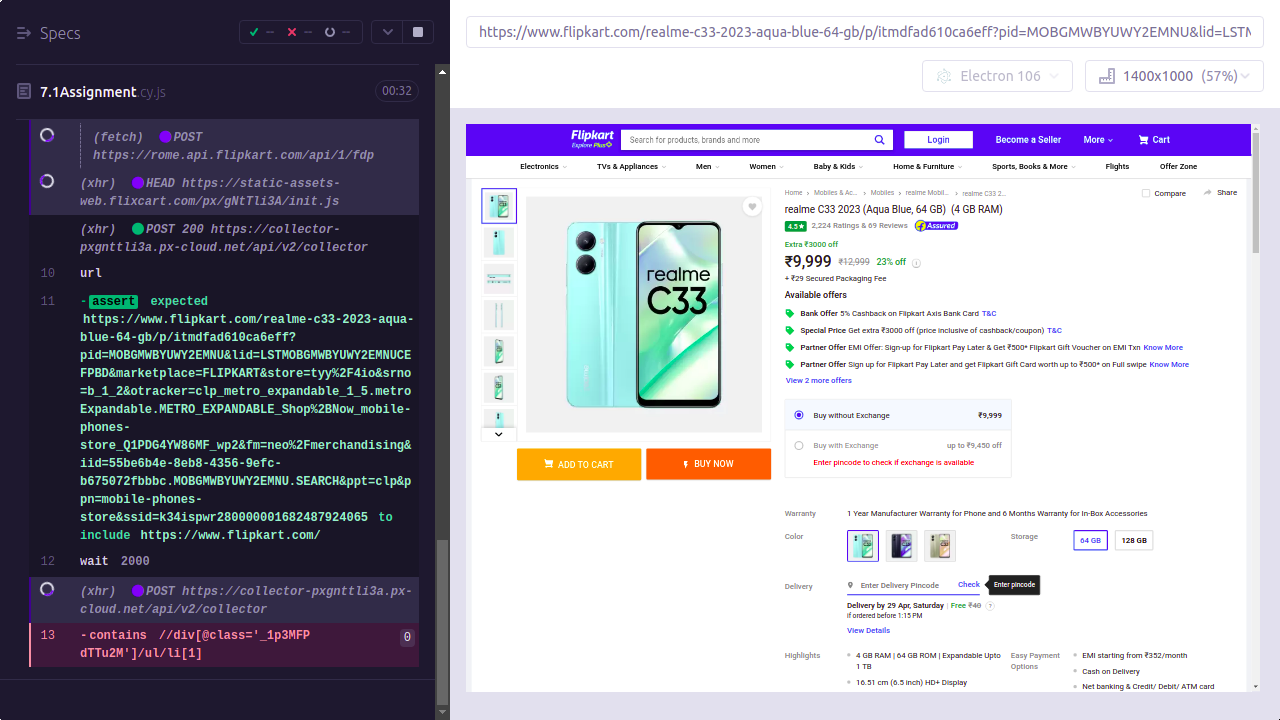 Specs
-- -- --
7.1Assignment.cy.js
00:32
(fetch) POST
https://rome.api.flipkart.com/api/1/fdp
(xhr) HEAD https://static-assets-
web.flixcart.com/px/gNtTli3A/init.js
(xhr) POST 200 https://collector-
pxgnttli3a.px-cloud.net/api/v2/collector
10 url
11 -assert expected
https://www.flipkart.com/realme-c33-2023-aqua-
blue-64-gb/p/itmdfad610ca6eff?
pid=MOBGMWBYUWY2EMNU&lid=LSTMOBGMWBYUWY2EMNUCE
FPBD&marketplace=FLIPKART&store=tyy%2F4io&srno
=b_1_2&otracker=clp_metro_expandable_1_5.metro
Expandable.METRO_EXPANDABLE_Shop%2BNow_mobile-
phones-
store_Q1PDG4YW86MF_wp2&fm=neo%2Fmerchandising&
iid=55be6b4e-8eb8-4356-9efc-
b675072fbbbc.MOBGMWBYUWY2EMNU.SEARCH&ppt=clp&p
pn=mobile-phones-
store&ssid=k34ispwr280000001682487924065 to
include https://www.flipkart.com/
12 wait 2000
(xhr) POST https://collector-pxgnttli3a.px-
cloud.net/api/v2/collector
13 -contains //div[@class='_1p3MFP 0
dTTu2M']/ul/li[1]
https://www.flipkart.com/realme-c33-2023-aqua-blue-64-gb/p/itmdfad610ca6eff?pid=MOBGMWBYUWY2EMNU&lid=LSTM
Electron 106
1400x1000 (57%)
Flipkart
Explore Plus
Search for products, brands and more
Login
Become a Seller
More
Cart
Electronics
TVs & Appliances
Men
Women
Baby & Kids
Home & Furniture
Sports, Books & More
Flights
Offer Zone
Home › Mobiles & Ac... › Mobiles › realme Mobil... › realme C33 2...
Compare
Share
realme C33 2023 (Aqua Blue, 64 GB) (4 GB RAM)
4.5★ 2,224 Ratings & 69 Reviews Assured
Extra ₹3000 off
₹9,999 ₹12,999 23% off i
+ ₹29 Secured Packaging Fee
Available offers
Bank Offer 5% Cashback on Flipkart Axis Bank Card T&C
Special Price Get extra ₹3000 off (price inclusive of cashback/coupon) T&C
Partner Offer EMI Offer: Sign-up for Flipkart Pay Later & Get ₹500* Flipkart Gift Voucher on EMI Txn Know More
Partner Offer Sign up for Flipkart Pay Later and get Flipkart Gift Card worth up to ₹500* on Full swipe Know More
View 2 more offers
realme
C33
Buy without Exchange ₹9,999
Buy with Exchange up to ₹9,450 off
Enter pincode to check if exchange is available
ADD TO CART
BUY NOW
Warranty 1 Year Manufacturer Warranty for Phone and 6 Months Warranty for In-Box Accessories
Color
Storage 64 GB 128 GB
Delivery Enter Delivery Pincode Check Enter pincode
Delivery by 29 Apr, Saturday | Free ₹40 ?
if ordered before 1:15 PM
View Details
Highlights
4 GB RAM | 64 GB ROM | Expandable Upto
1 TB
16.51 cm (6.5 inch) HD+ Display
Easy Payment
Options
EMI starting from ₹352/month
Cash on Delivery
Net banking & Credit/ Debit/ ATM card